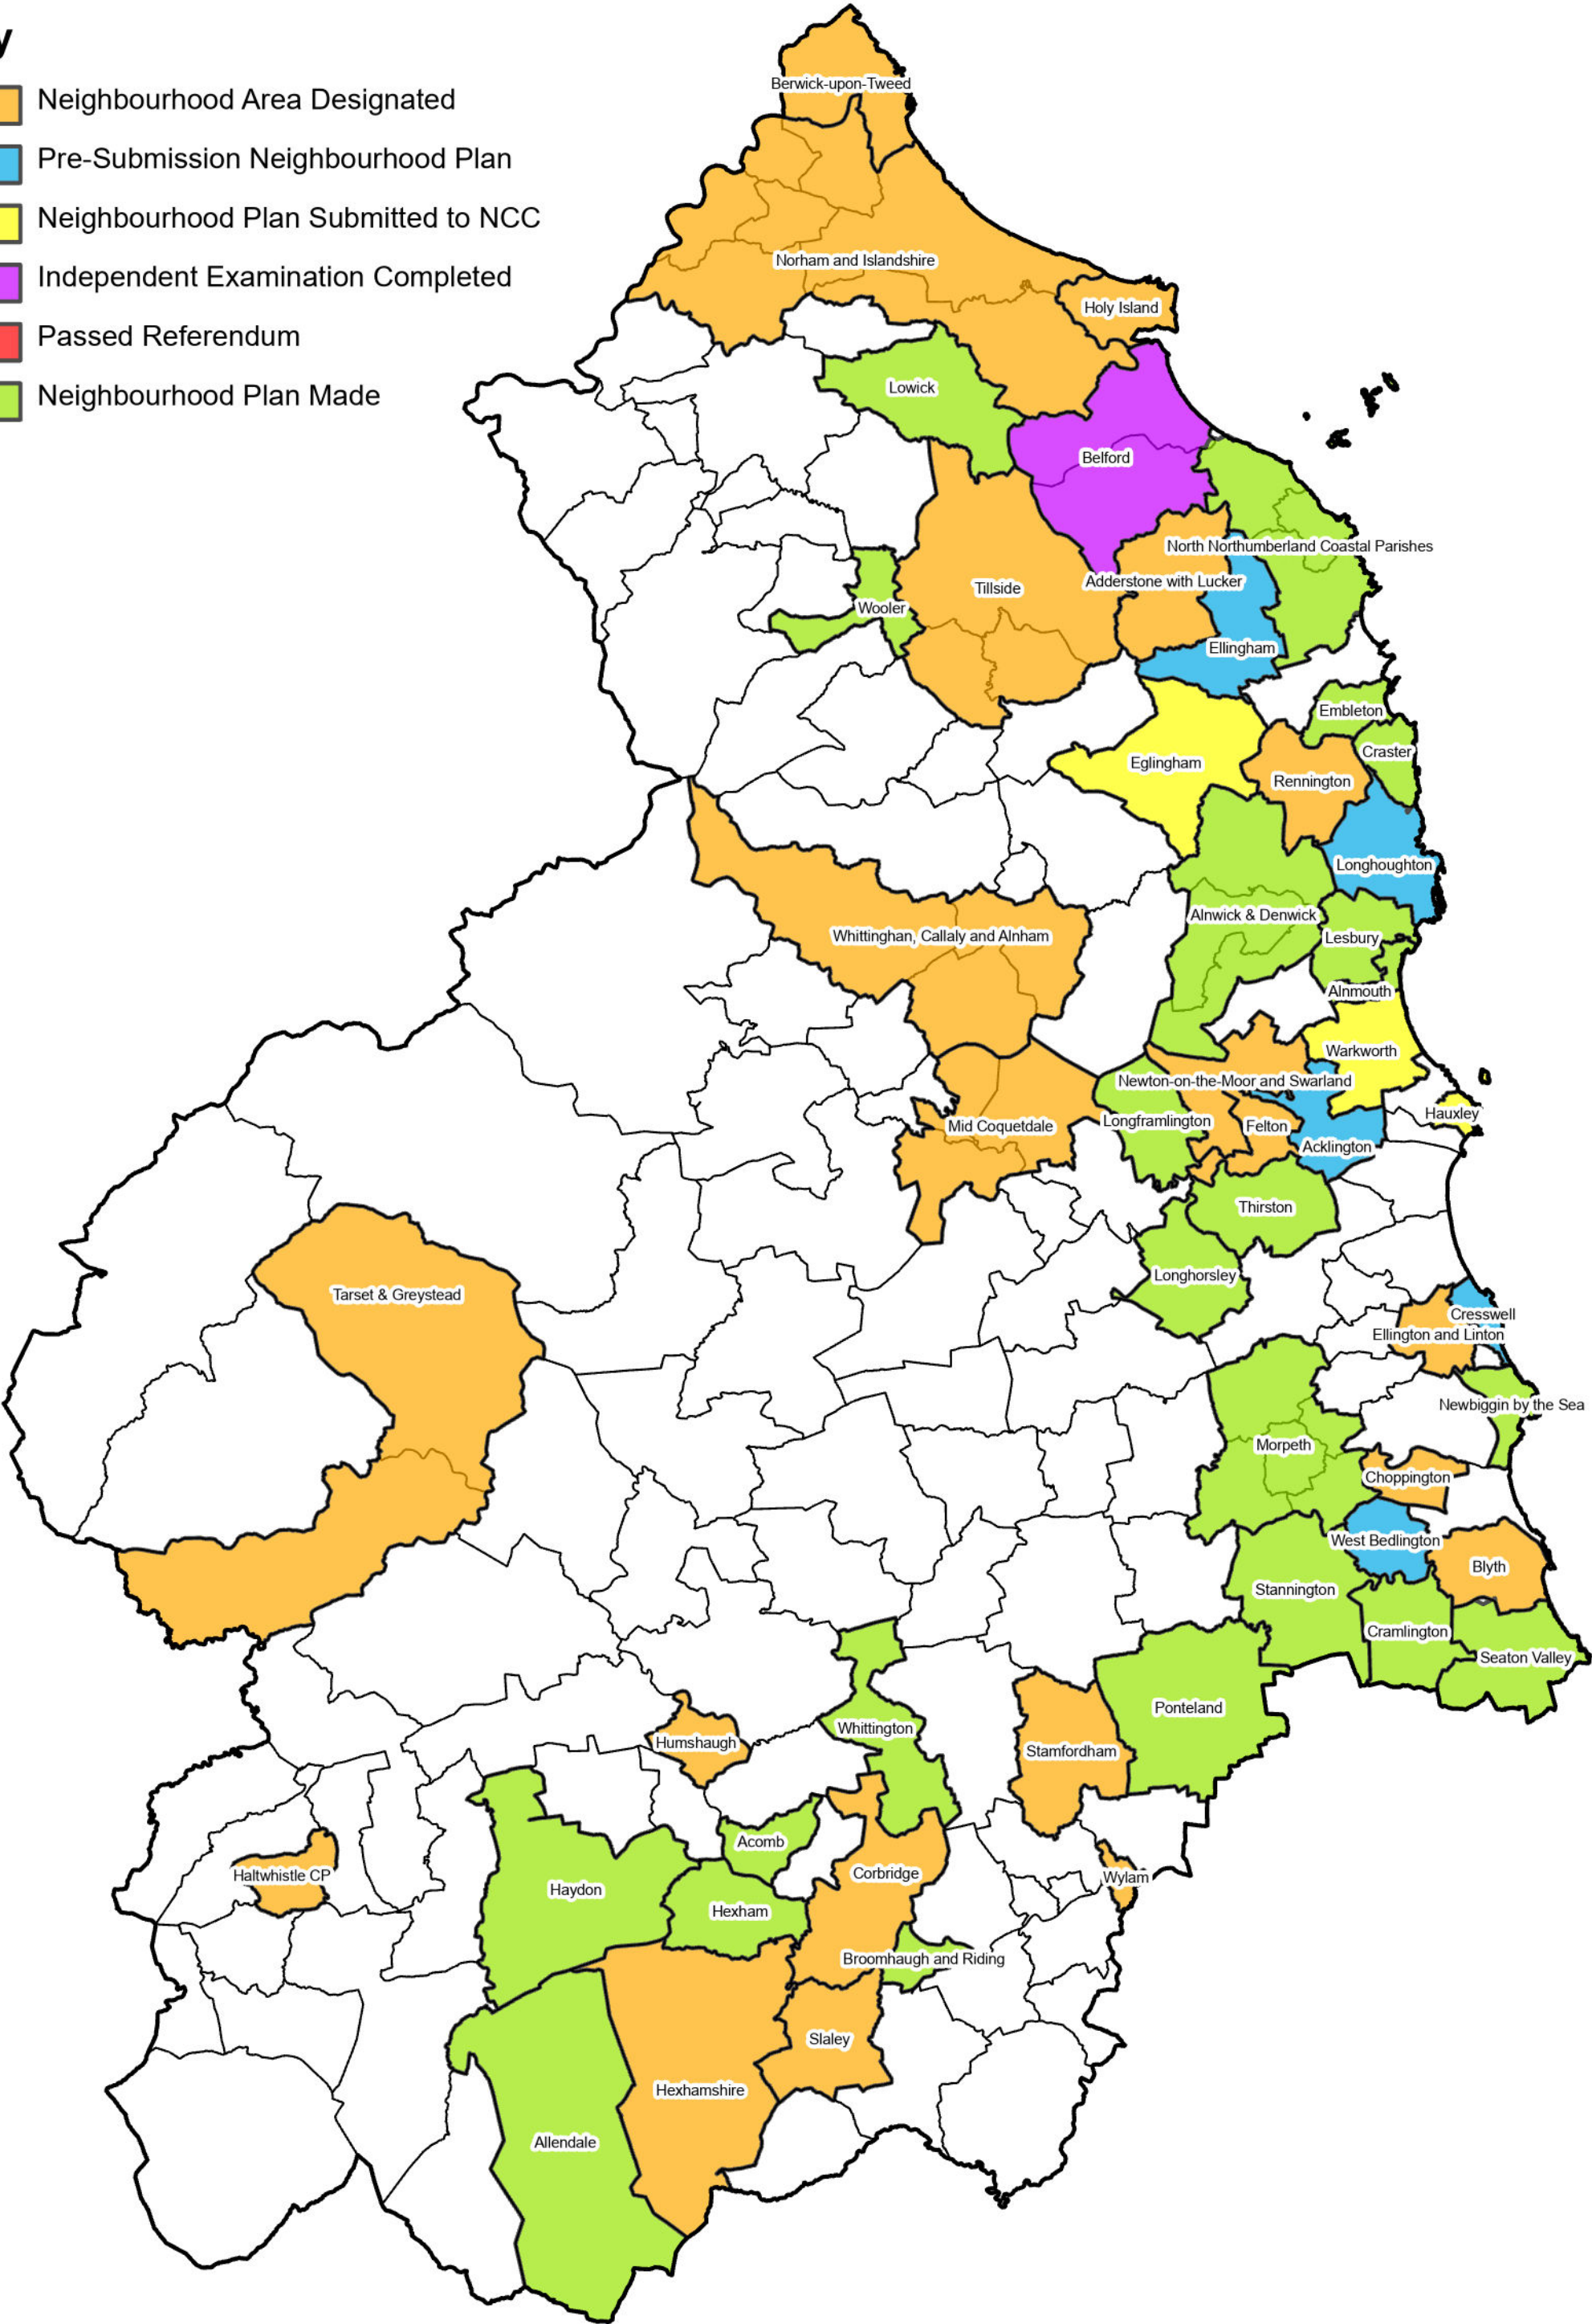 y
Neighbourhood Area Designated
Pre-Submission Neighbourhood Plan
Neighbourhood Plan Submitted to NCC
Independent Examination Completed
Passed Referendum
Neighbourhood Plan Made
Berwick-upon-Tweed
Norham and Islandshire
Holy Island
Lowick
Belford
North Northumberland Coastal Parishes
Adderstone with Lucker
Tillside
Wooler
Ellingham
Embleton
Craster
Eglingham
Rennington
Longhoughton
Alnwick & Denwick
Whittinghan, Callaly and Alnham
Lesbury
Alnmouth
Warkworth
Newton-on-the-Moor and Swarland
Hauxley
Longframlington
Mid Coquetdale
Felton
Acklington
Thirston
Longhorsley
Tarset & Greystead
Cresswell
Ellington and Linton
Newbiggin by the Sea
Morpeth
Choppington
West Bedlington
Blyth
Stannington
Cramlington
Seaton Valley
Ponteland
Whittington
Humshaugh
Stamfordham
Acomb
Corbridge
Haltwhistle CP
Wylam
Haydon
Hexham
Broomhaugh and Riding
Slaley
Hexhamshire
Allendale